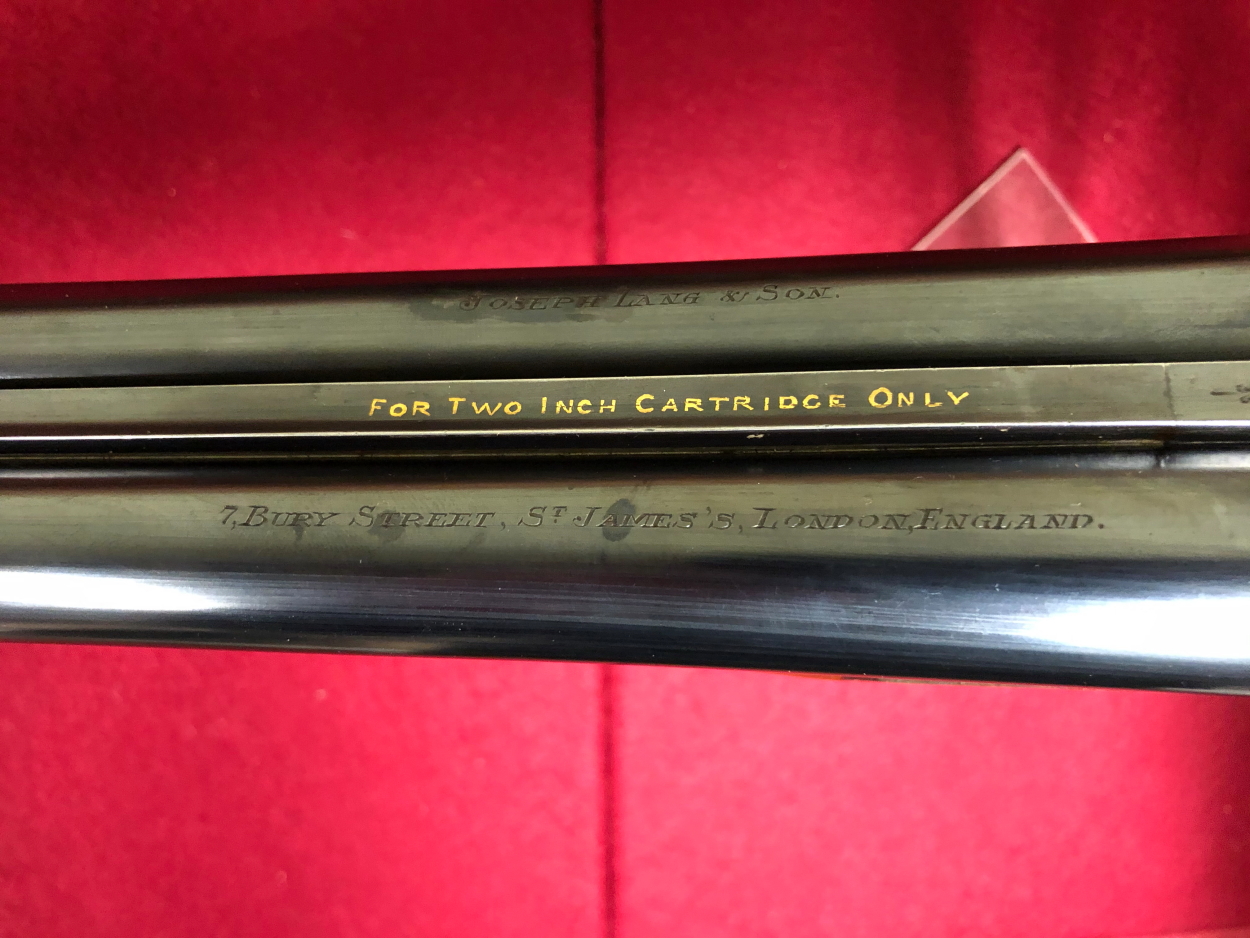 JOSEPH LANG & SON.
FOR TWO INCH CARTRIDGE ONLY
7, BURY STREET, ST JAMES'S, LONDON, ENGLAND.